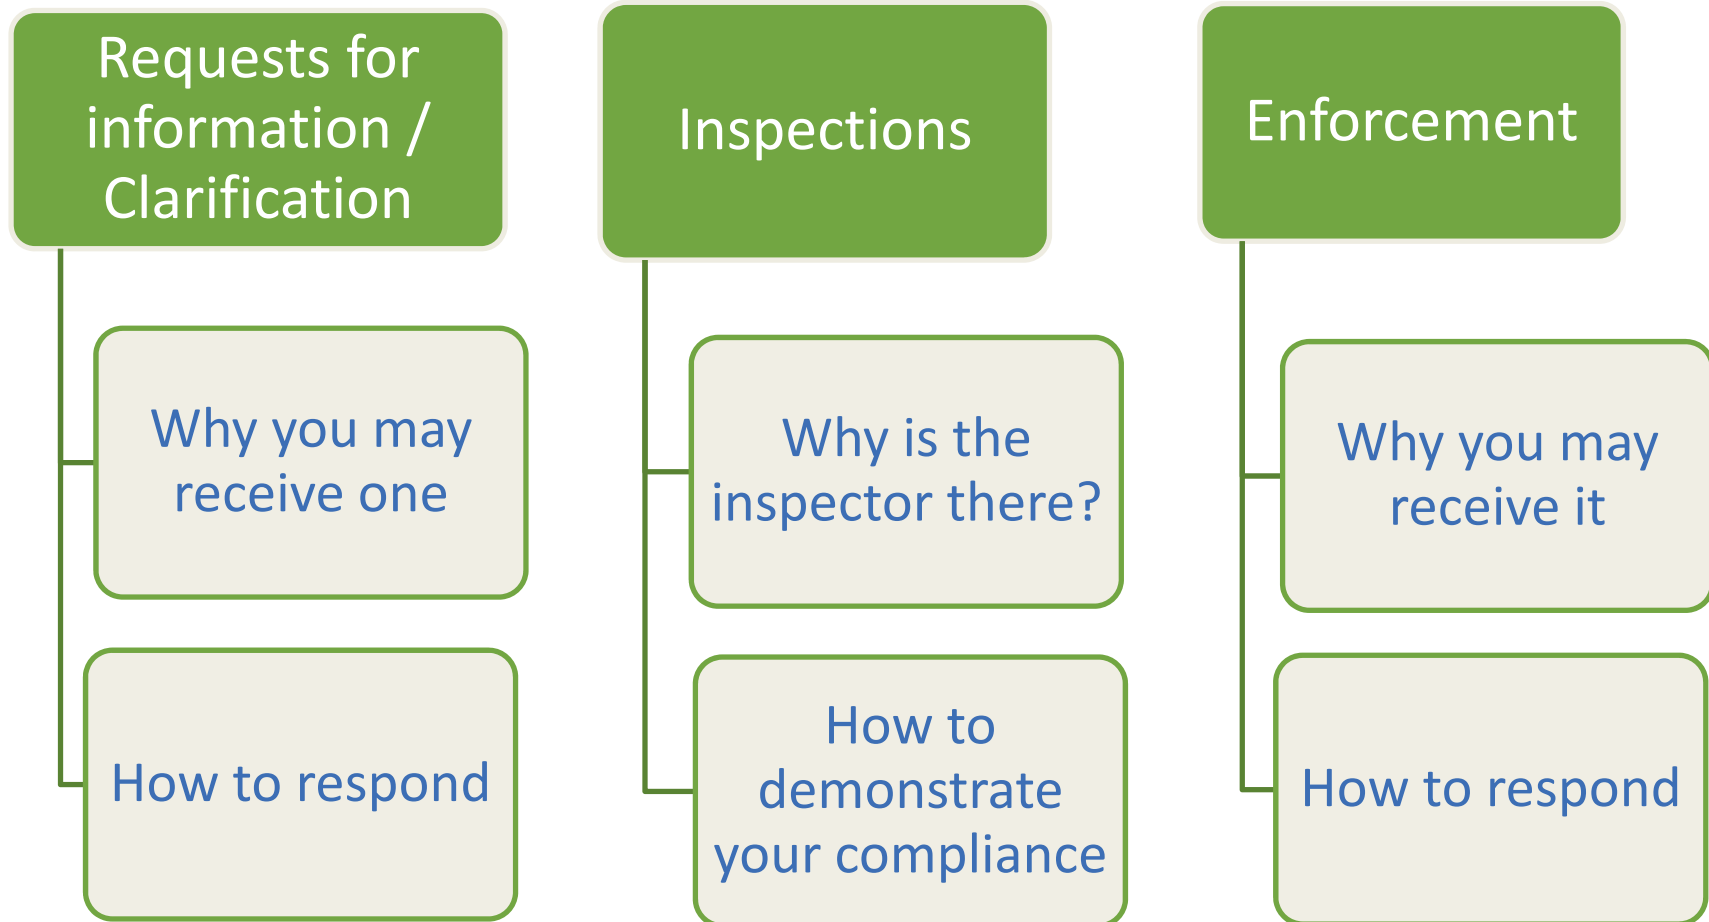 Requests for
information /
Clarification
Why you may
receive one
How to respond
Inspections
Why is the
inspector there?
How to
demonstrate
your compliance
Enforcement
Why you may
receive it
How to respond